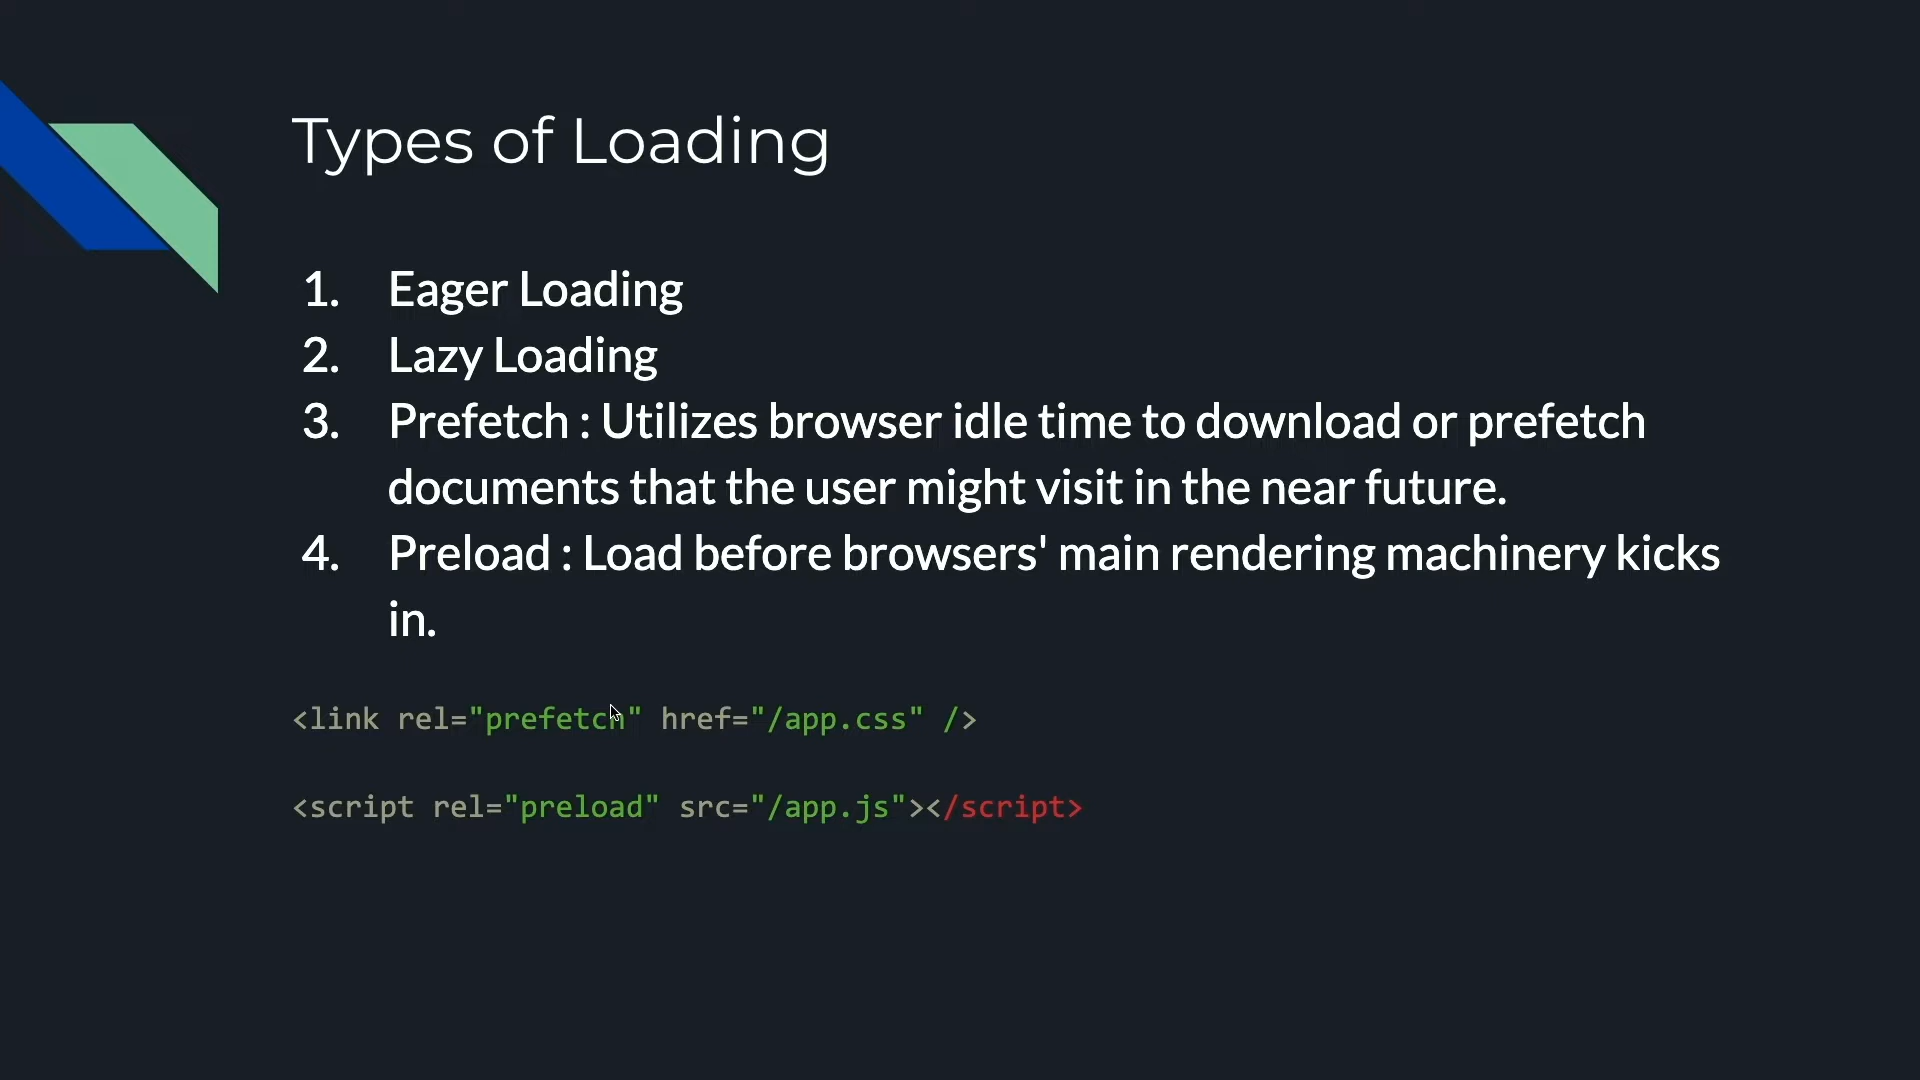 Types of Loading
1. Eager Loading
2. Lazy Loading
3. Prefetch : Utilizes browser idle time to download or prefetch
documents that the user might visit in the near future.
4. Preload : Load before browsers' main rendering machinery kicks
in.
<link rel="prefetch" href="/app.css" />
<script rel="preload" src="/app.js"></script>